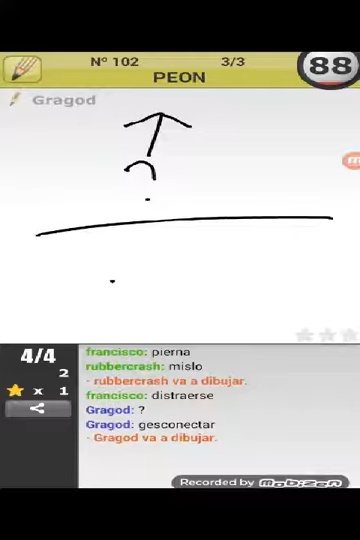 Nº 102 3/3 88
PEON
Gragod
4/4
2
x 1
francisco: pierna
rubbercrash: mislo
- rubbercrash va a dibujar.
francisco: distraerse
Gragod: ?
Gragod: gesconectar
- Gragod va a dibujar.
Recorded by mobizen